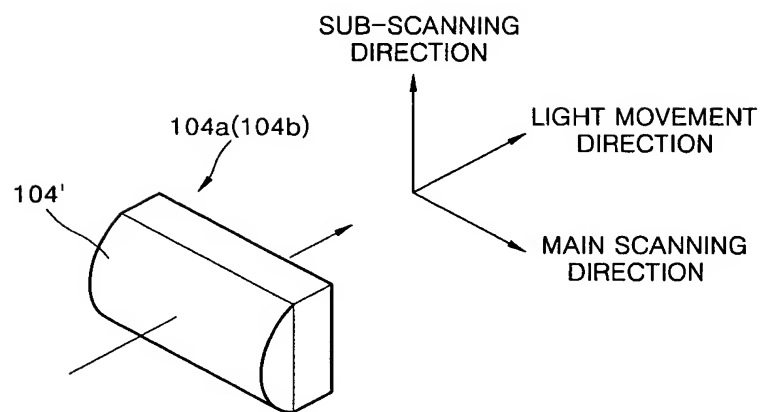 SUB-SCANNING
DIRECTION
104a(104b)
LIGHT MOVEMENT
DIRECTION
104'
MAIN SCANNING
DIRECTION